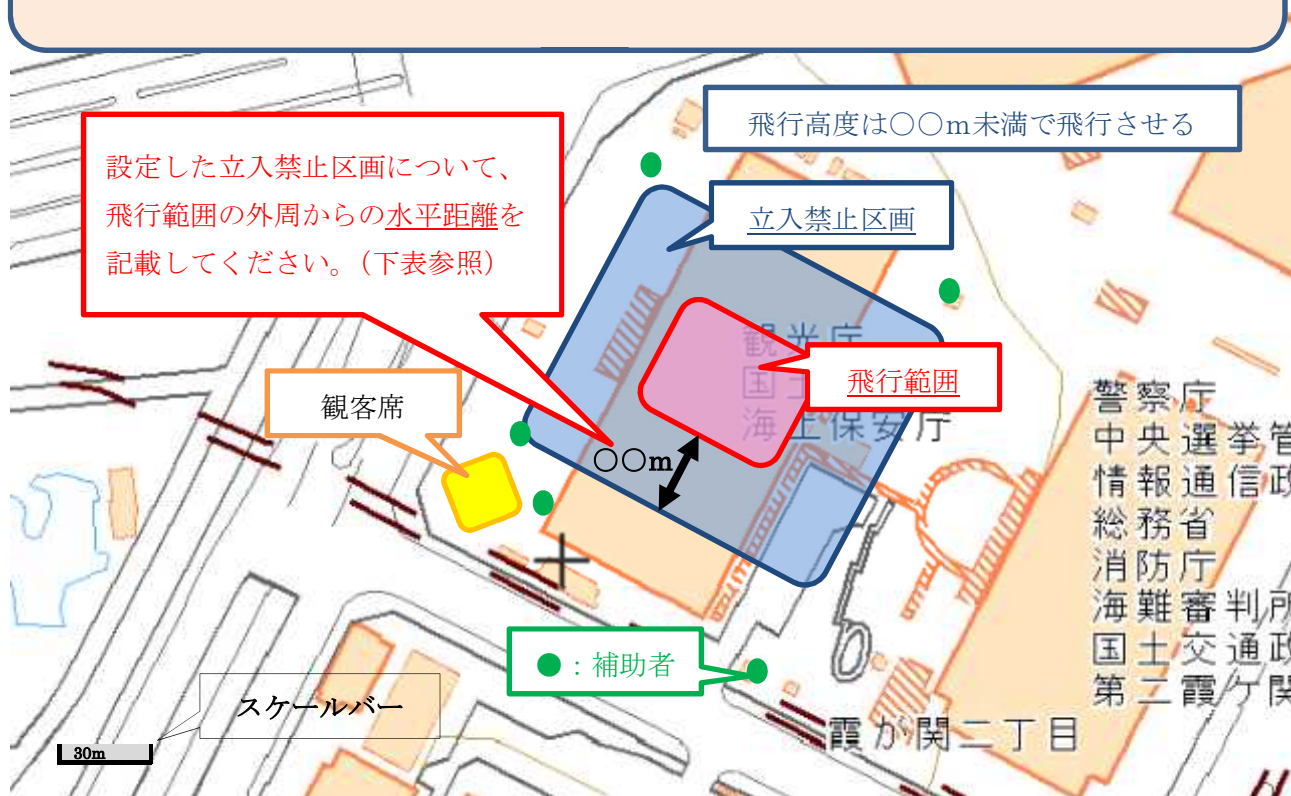 飛行高度は〇〇m未満で飛行させる
設定した立入禁止区画について、
飛行範囲の外周からの水平距離を
記載してください。（下表参照）
立入禁止区画
飛行範囲
観客席
〇〇m
観光庁
国土
海上保安庁
警察庁
中央選挙管
情報通信政
総務省
消防庁
海難審判所
国土交通政
第二霞ケ関
●：補助者
スケールバー
30m
霞が関二丁目